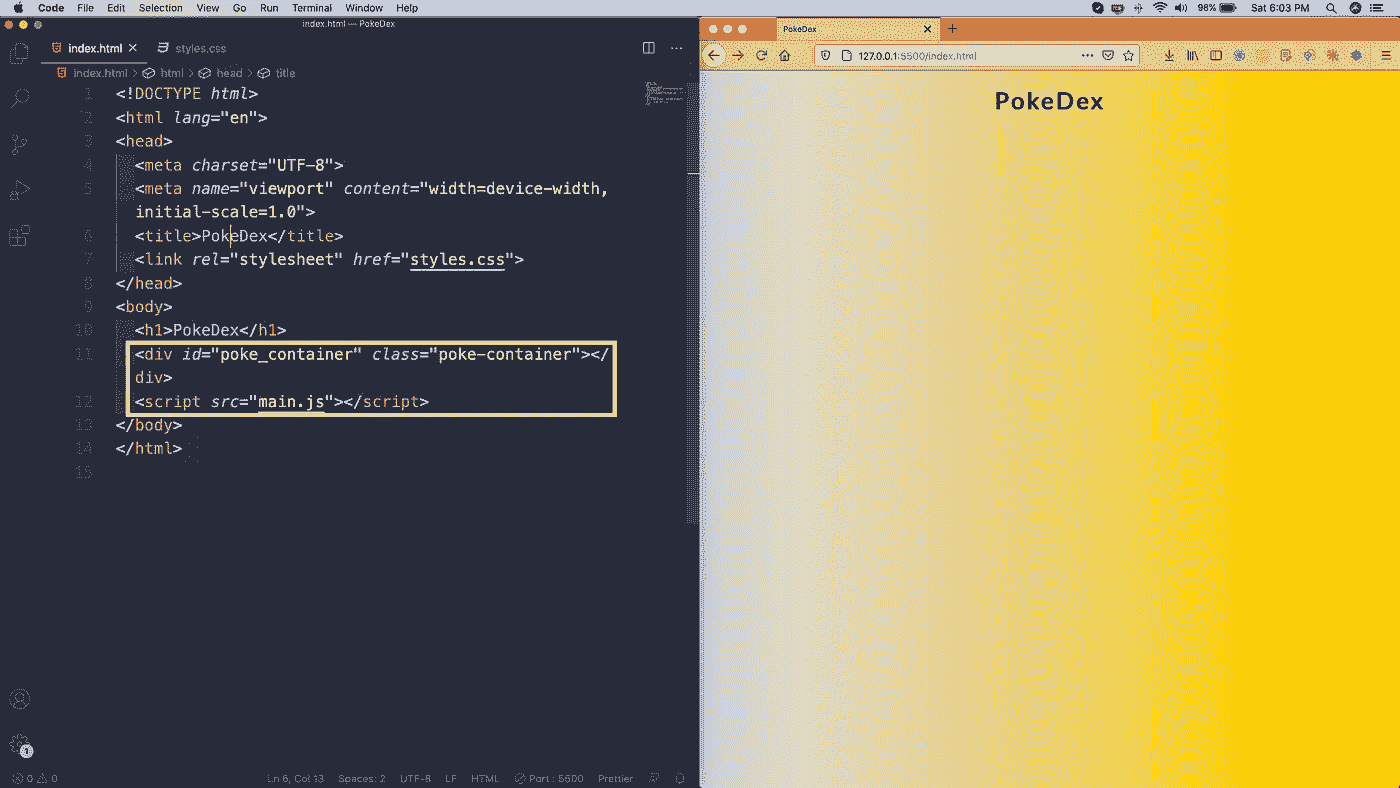 Code File Edit Selection View Go Run Terminal Window Help
98% Sat 6:03 PM
index.html — PokeDex
index.html
styles.css
index.html > html > head > title
1 <!DOCTYPE html>
2 <html lang="en">
3 <head>
4 <meta charset="UTF-8">
5 <meta name="viewport" content="width=device-width,
initial-scale=1.0">
6 <title>PokeDex</title>
7 <link rel="stylesheet" href="styles.css">
8 </head>
9 <body>
10 <h1>PokeDex</h1>
11 <div id="poke_container" class="poke-container"></
div>
12 <script src="main.js"></script>
13 </body>
14 </html>
15
1
0 0
Ln 6, Col 13 Spaces: 2 UTF-8 LF HTML Port : 5500 Prettier
PokeDex
127.0.0.1:5500/index.html
PokeDex